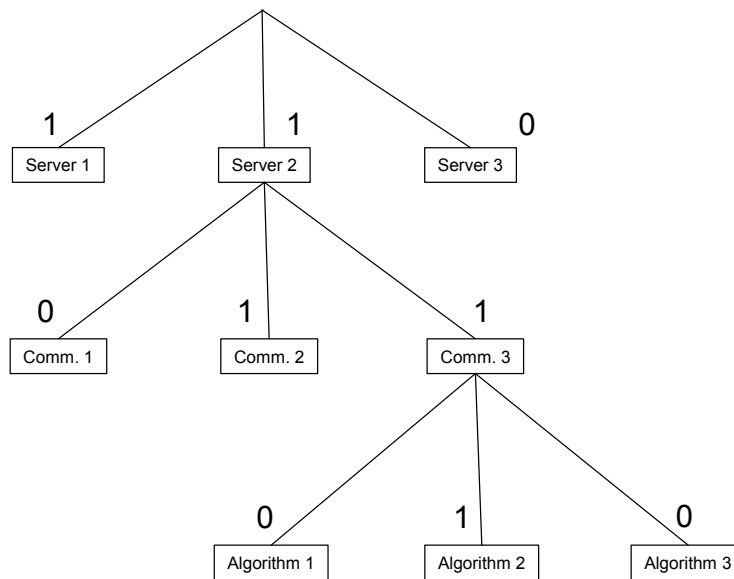 1 1 0
Server 1 Server 2 Server 3
0 1 1
Comm. 1 Comm. 2 Comm. 3
0 1 0
Algorithm 1 Algorithm 2 Algorithm 3